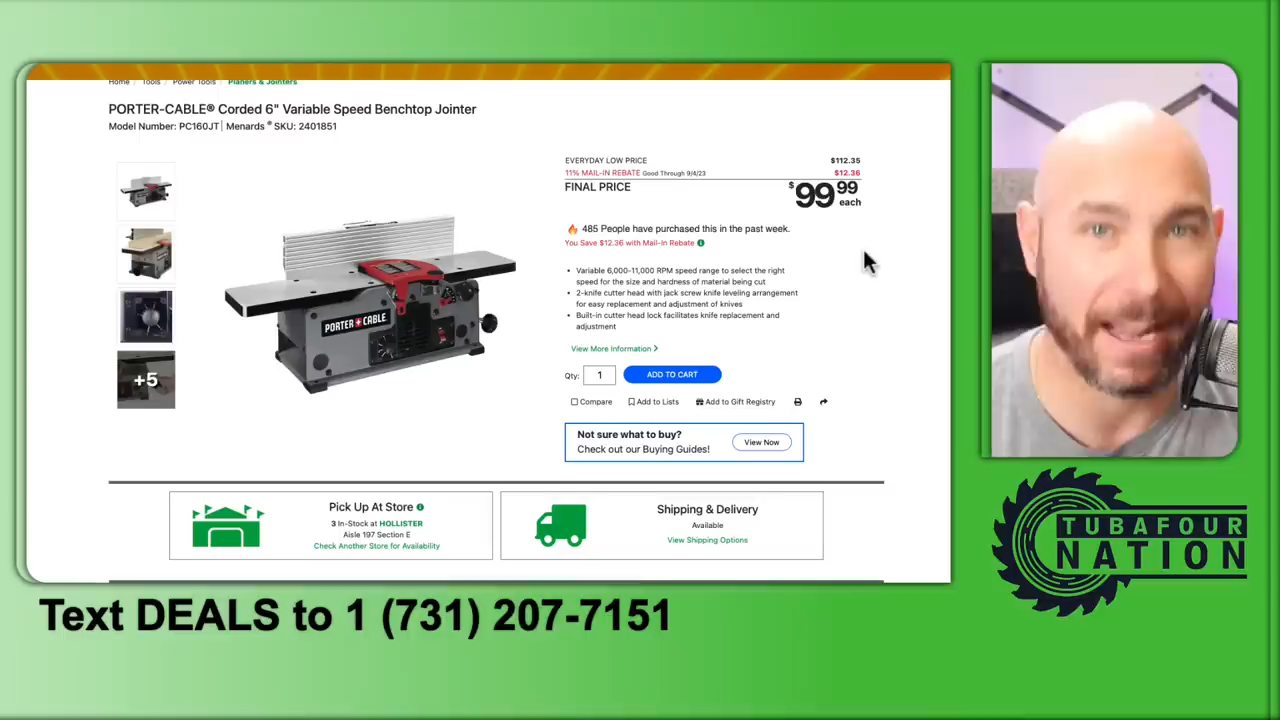 Home / Tools / Power Tools / Planers & Jointers
PORTER-CABLE® Corded 6" Variable Speed Benchtop Jointer
Model Number: PC160JT | Menards ® SKU: 2401851
EVERYDAY LOW PRICE $112.35
11% MAIL-IN REBATE Good Through 9/4/23 $12.36
FINAL PRICE $99 99 each
485 People have purchased this in the past week.
You Save $12.36 with Mail-In Rebate
• Variable 6,000-11,000 RPM speed range to select the right
speed for the size and hardness of material being cut
• 2-knife cutter head with jack screw knife leveling arrangement
for easy replacement and adjustment of knives
• Built-in cutter head lock facilitates knife replacement and
adjustment
View More Information
Qty: 1 ADD TO CART
Compare Add to Lists Add to Gift Registry
Not sure what to buy?
Check out our Buying Guides!
View Now
+5
PORTER+CABLE
Pick Up At Store
3 In-Stock at HOLLISTER
Aisle 197 Section E
Check Another Store for Availability
Shipping & Delivery
Available
View Shipping Options
TUBAFOUR
NATION
Text DEALS to 1 (731) 207-7151